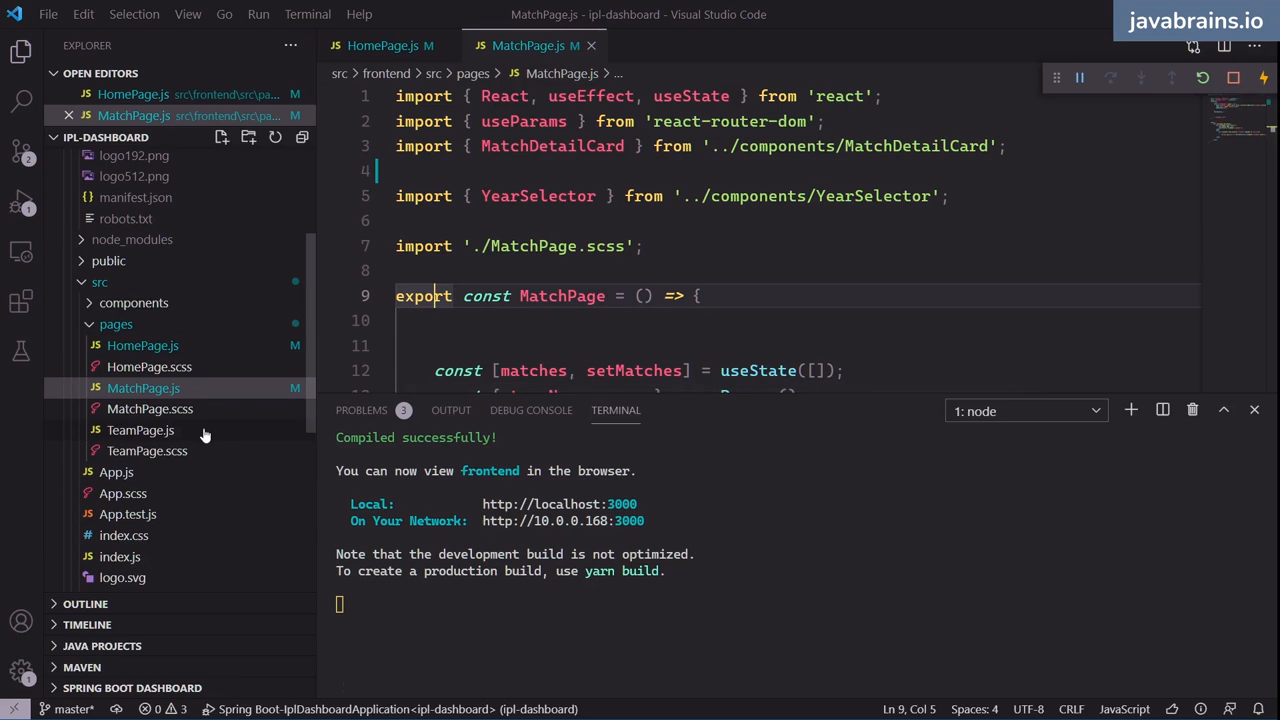 File Edit Selection View Go Run Terminal Help
MatchPage.js - ipl-dashboard - Visual Studio Code
javabrains.io
EXPLORER
OPEN EDITORS
HomePage.js src\frontend\src\pa... M
MatchPage.js src\frontend\src\pa... M
IPL-DASHBOARD
logo192.png
logo512.png
manifest.json
robots.txt
node_modules
public
src
components
pages
HomePage.js M
HomePage.scss
MatchPage.js M
MatchPage.scss
TeamPage.js
TeamPage.scss
App.js
App.scss
App.test.js
index.css
index.js
logo.svg
OUTLINE
TIMELINE
JAVA PROJECTS
MAVEN
SPRING BOOT DASHBOARD
2
1
1
HomePage.js M MatchPage.js M
src > frontend > src > pages > MatchPage.js > ...
1 import { React, useEffect, useState } from 'react';
2 import { useParams } from 'react-router-dom';
3 import { MatchDetailCard } from '../components/MatchDetailCard';
4
5 import { YearSelector } from '../components/YearSelector';
6
7 import './MatchPage.scss';
8
9 export const MatchPage = () => {
10
11
12 const [matches, setMatches] = useState([]);
PROBLEMS 3 OUTPUT DEBUG CONSOLE TERMINAL 1: node
Compiled successfully!
You can now view frontend in the browser.
Local: http://localhost:3000
On Your Network: http://10.0.0.168:3000
Note that the development build is not optimized.
To create a production build, use yarn build.
master* 0 3 Spring Boot-IplDashboardApplication<ipl-dashboard> (ipl-dashboard) Ln 9, Col 5 Spaces: 4 UTF-8 CRLF JavaScript